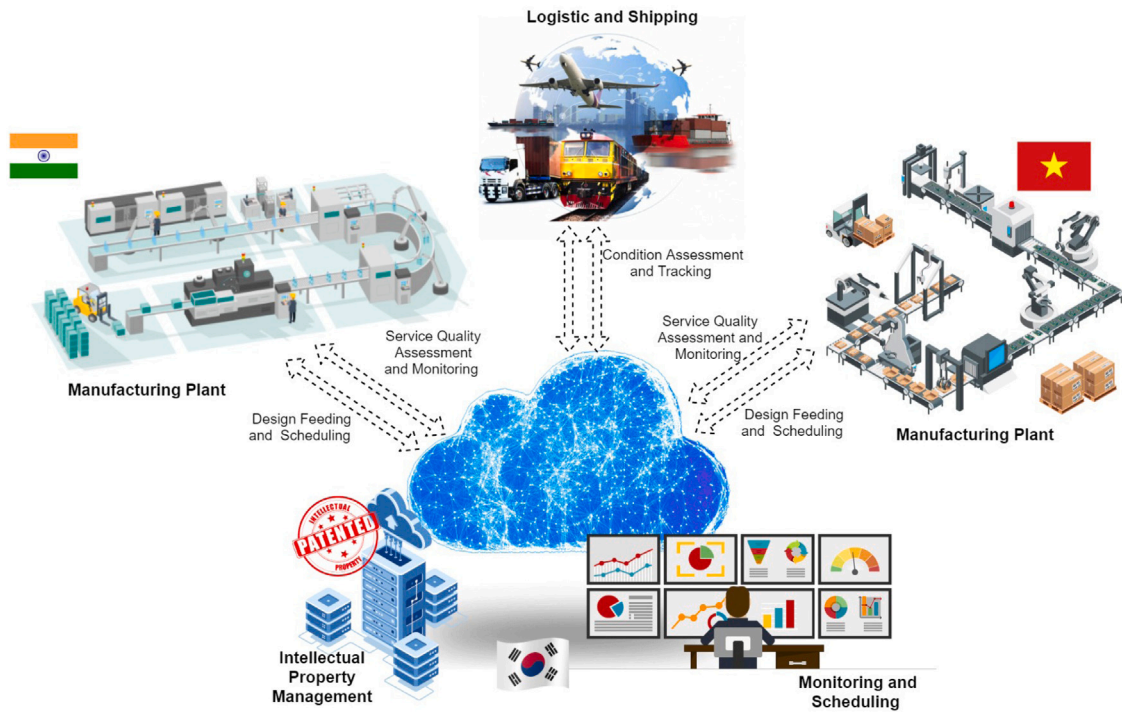 Logistic and Shipping
Condition Assessment
and Tracking
Service Quality
Assessment
and Monitoring
Service Quality
Assessment and
Monitoring
Manufacturing Plant
Design Feeding
and Scheduling
Design Feeding
and Scheduling
Manufacturing Plant
INTELLECTUAL
PATENTED
PROPERTY
Intellectual
Property
Management
Monitoring and
Scheduling